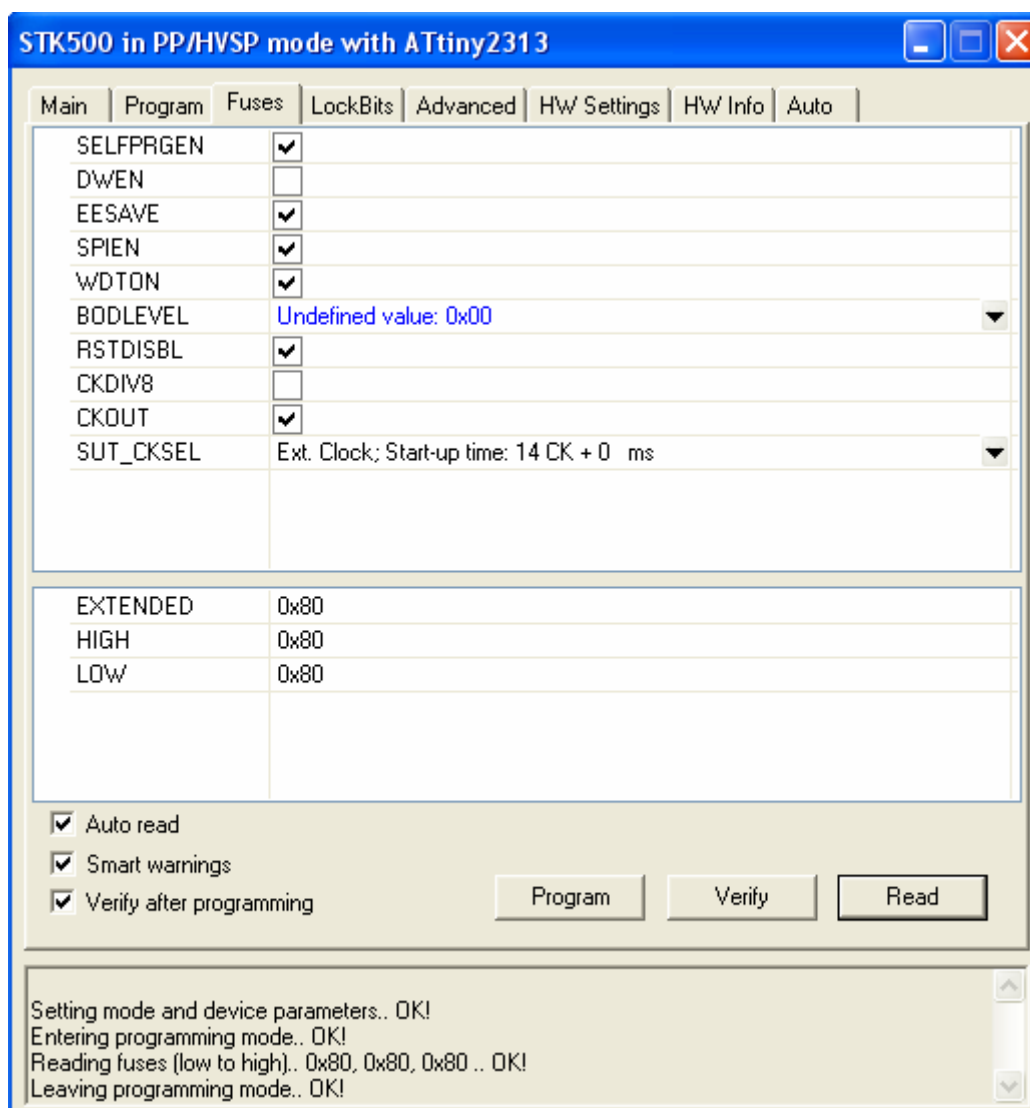 STK500 in PP/HVSP mode with ATtiny2313
Main Program Fuses LockBits Advanced HW Settings HW Info Auto
SELFPRGEN
DWEN
EESAVE
SPIEN
WDTON
BODLEVEL Undefined value: 0x00
RSTDISBL
CKDIV8
CKOUT
SUT_CKSEL Ext. Clock; Start-up time: 14 CK + 0 ms
EXTENDED 0x80
HIGH 0x80
LOW 0x80
Auto read
Smart warnings
Verify after programming
Program Verify Read
Setting mode and device parameters.. OK!
Entering programming mode.. OK!
Reading fuses (low to high).. 0x80, 0x80, 0x80 .. OK!
Leaving programming mode.. OK!